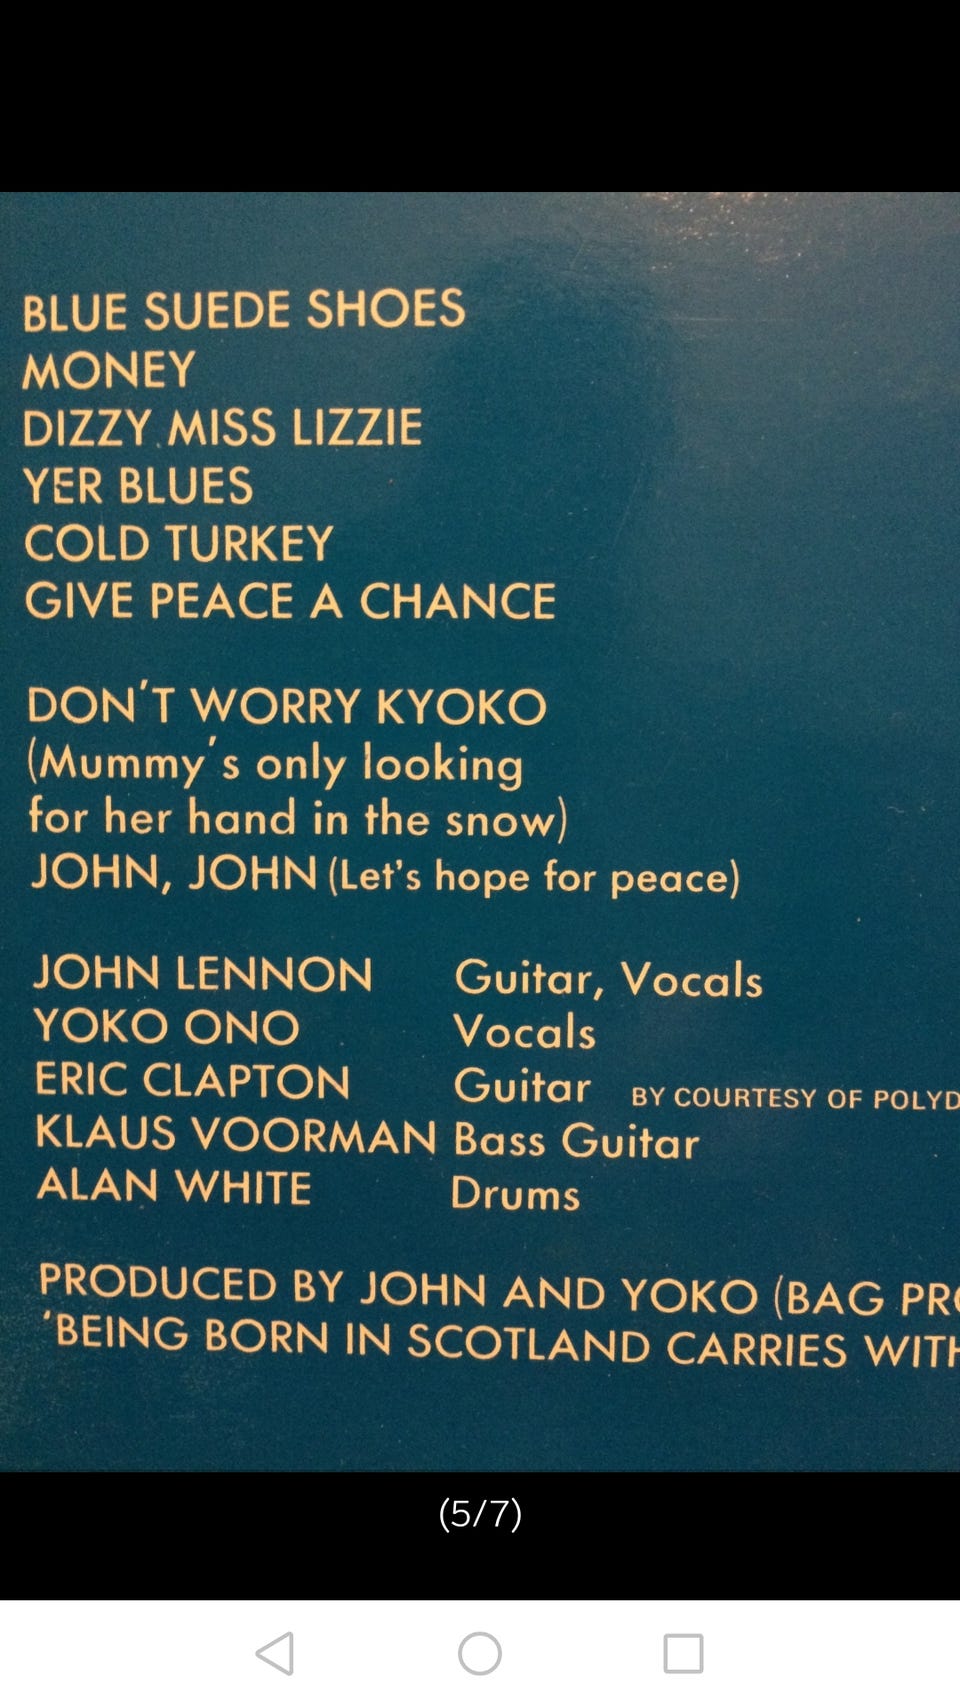 BLUE SUEDE SHOES
MONEY
DIZZY MISS LIZZIE
YER BLUES
COLD TURKEY
GIVE PEACE A CHANCE
DON'T WORRY KYOKO
(Mummy's only looking
for her hand in the snow)
JOHN, JOHN (Let's hope for peace)
JOHN LENNON Guitar, Vocals
YOKO ONO Vocals
ERIC CLAPTON Guitar BY COURTESY OF
KLAUS VOORMAN Bass Guitar
ALAN WHITE Drums
PRODUCED BY JOHN AND YOKO (BAG
'BEING BORN IN SCOTLAND CARRIES
(5/7)